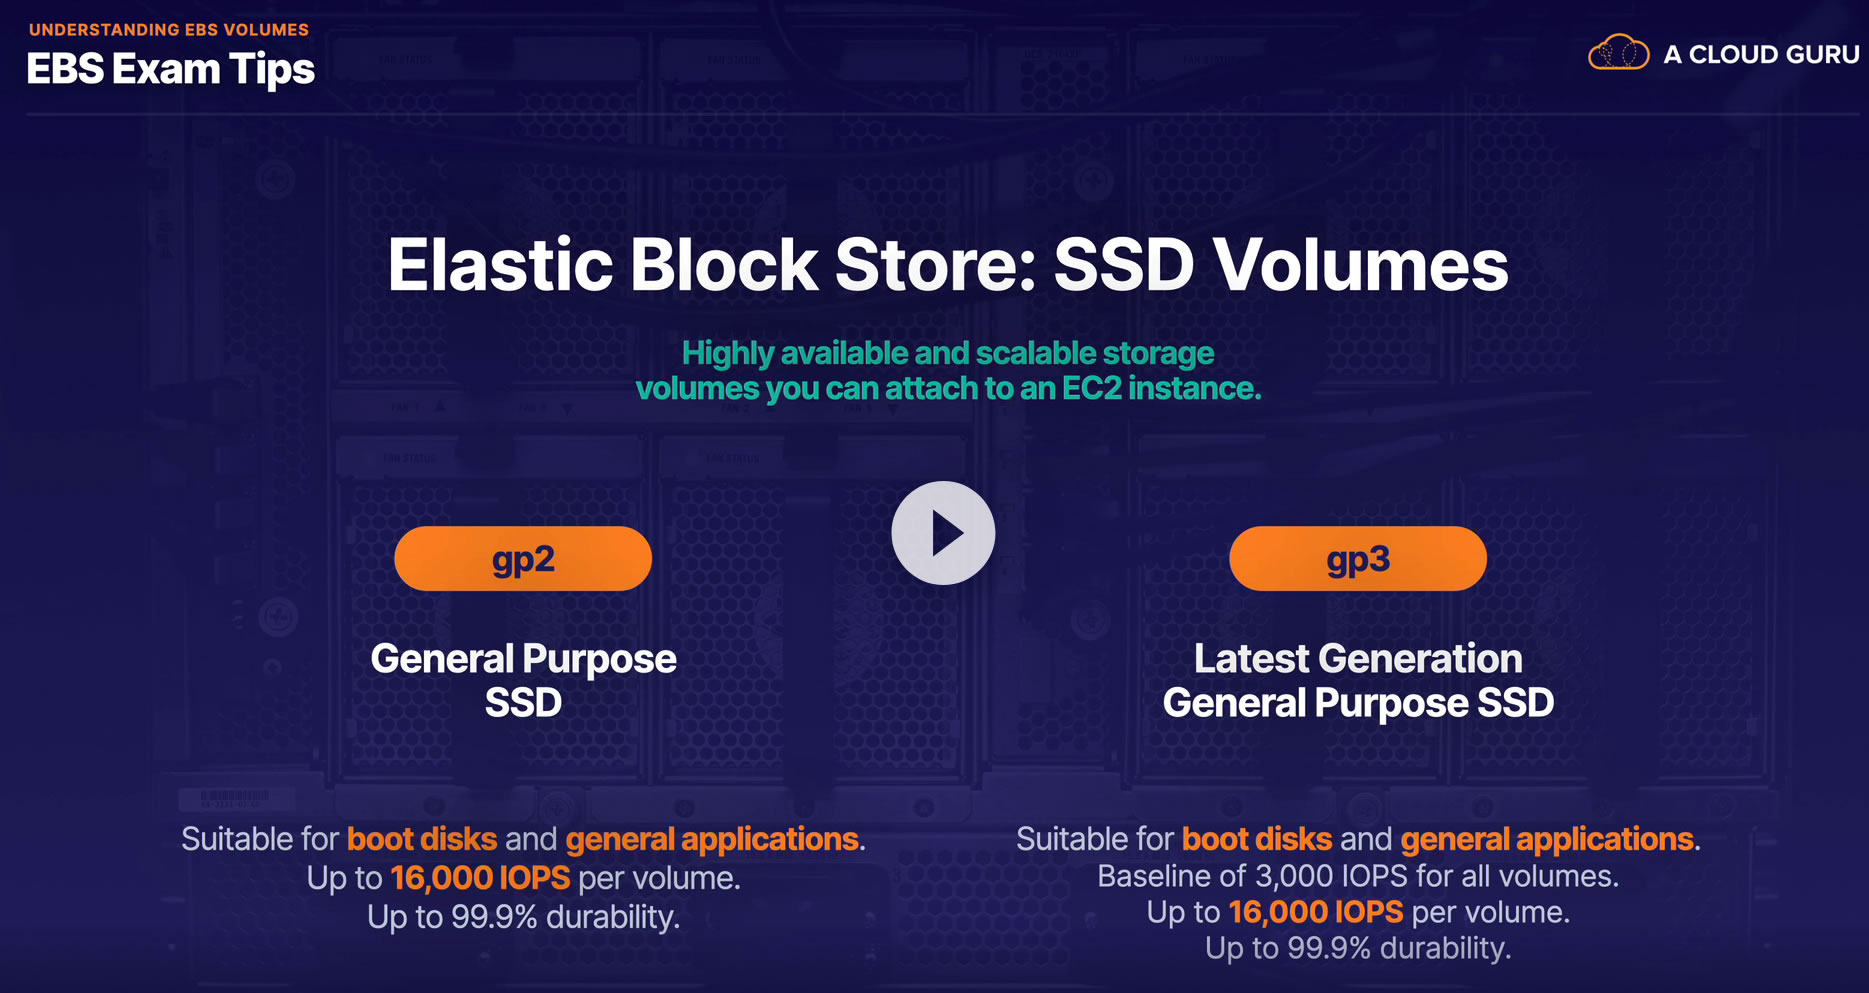 UNDERSTANDING EBS VOLUMES
EBS Exam Tips
A CLOUD GURU
Elastic Block Store: SSD Volumes
Highly available and scalable storage
volumes you can attach to an EC2 instance.
FAN STATUS
FAN STATUS
gp2
gp3
General Purpose
SSD
Latest Generation
General Purpose SSD
Suitable for boot disks and general applications.
Up to 16,000 IOPS per volume.
Up to 99.9% durability.
Suitable for boot disks and general applications.
Baseline of 3,000 IOPS for all volumes.
Up to 16,000 IOPS per volume.
Up to 99.9% durability.